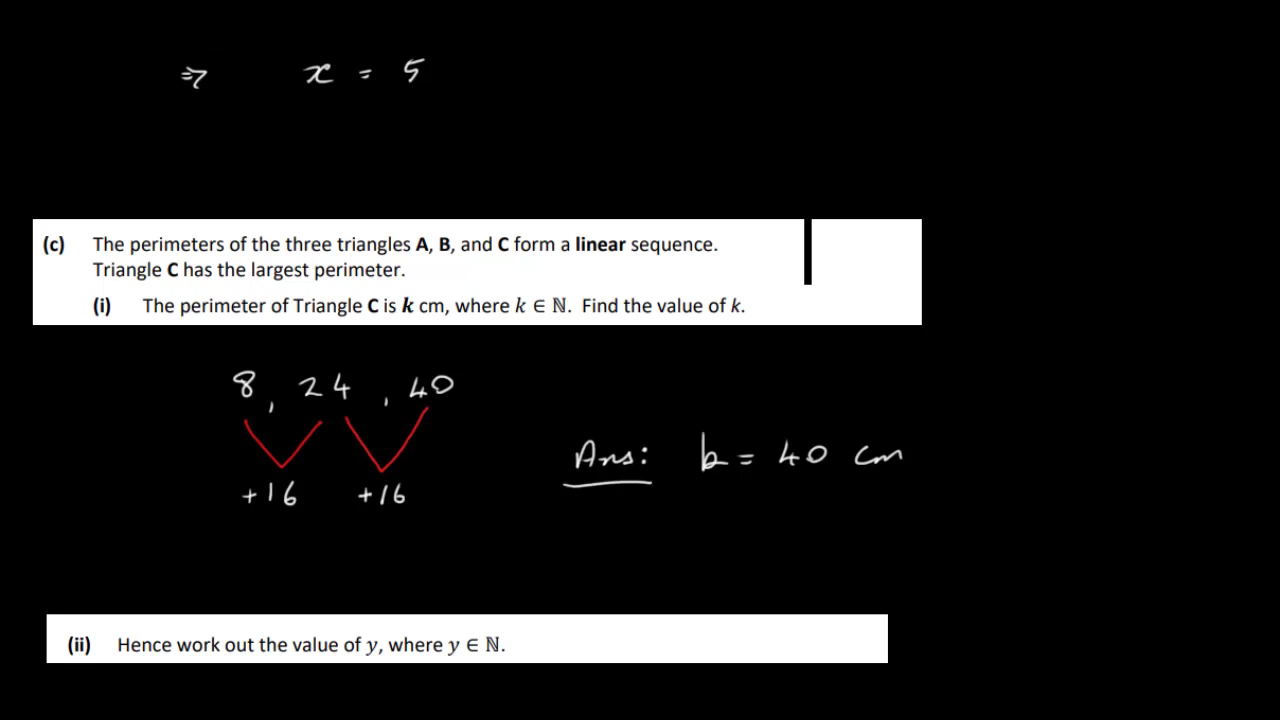 ⇒ x = 5
(c) The perimeters of the three triangles A, B, and C form a linear sequence.
Triangle C has the largest perimeter.
(i) The perimeter of Triangle C is k cm, where k ∈ ℕ. Find the value of k.
8, 24, 40
+16 +16
Ans: k = 40 cm
(ii) Hence work out the value of y, where y ∈ ℕ.